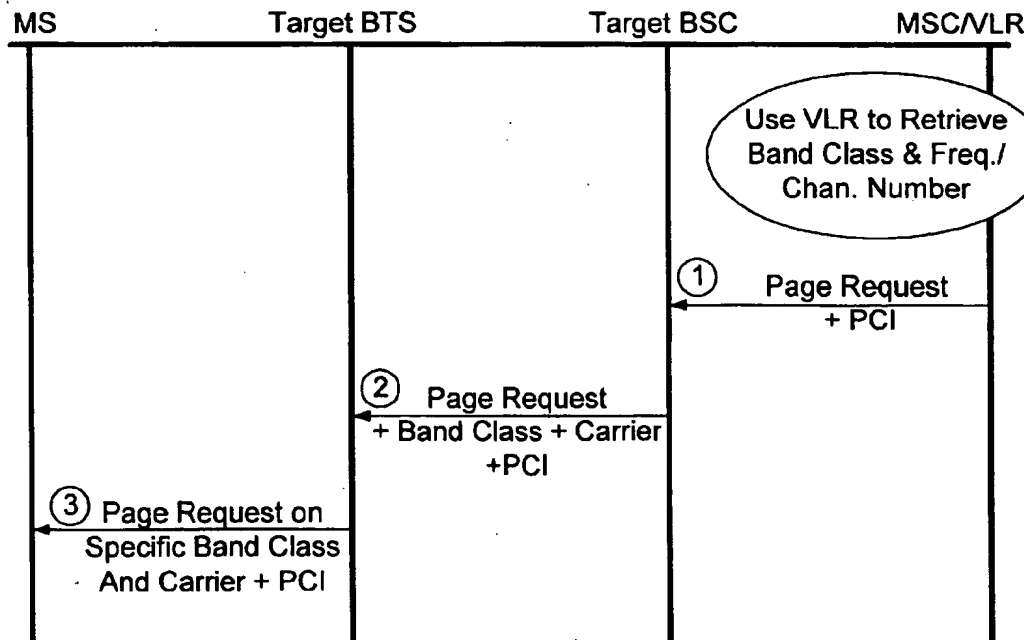 MS Target BTS Target BSC MSC/VLR
Use VLR to Retrieve
Band Class & Freq./
Chan. Number
1 Page Request
+ PCI
2 Page Request
+ Band Class + Carrier
+PCI
3 Page Request on
Specific Band Class
And Carrier + PCI